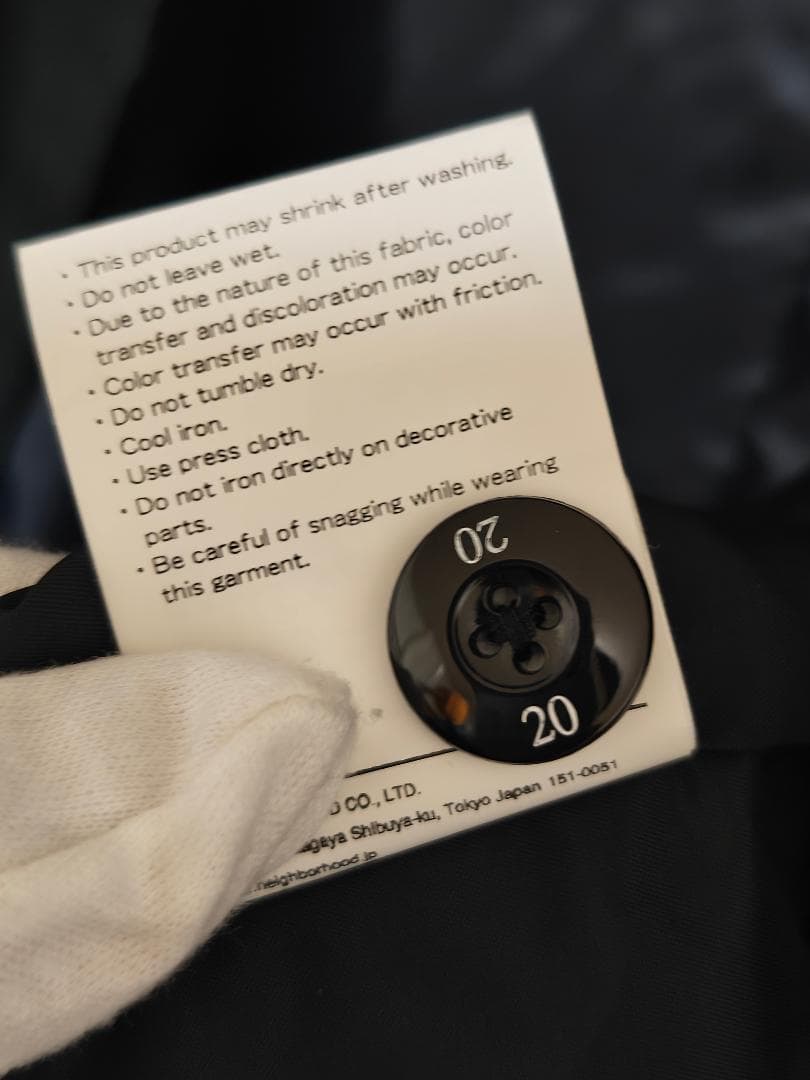 · This product may shrink after washing.
· Do not leave wet.
· Due to the nature of this fabric, color
transfer and discoloration may occur.
· Color transfer may occur with friction.
· Do not tumble dry.
· Cool iron.
· Use press cloth.
· Do not iron directly on decorative
parts.
· Be careful of snagging while wearing
this garment.
20
20
CO., LTD.
Shibuya-ku, Tokyo Japan 151-0051
.neighborhood.jp